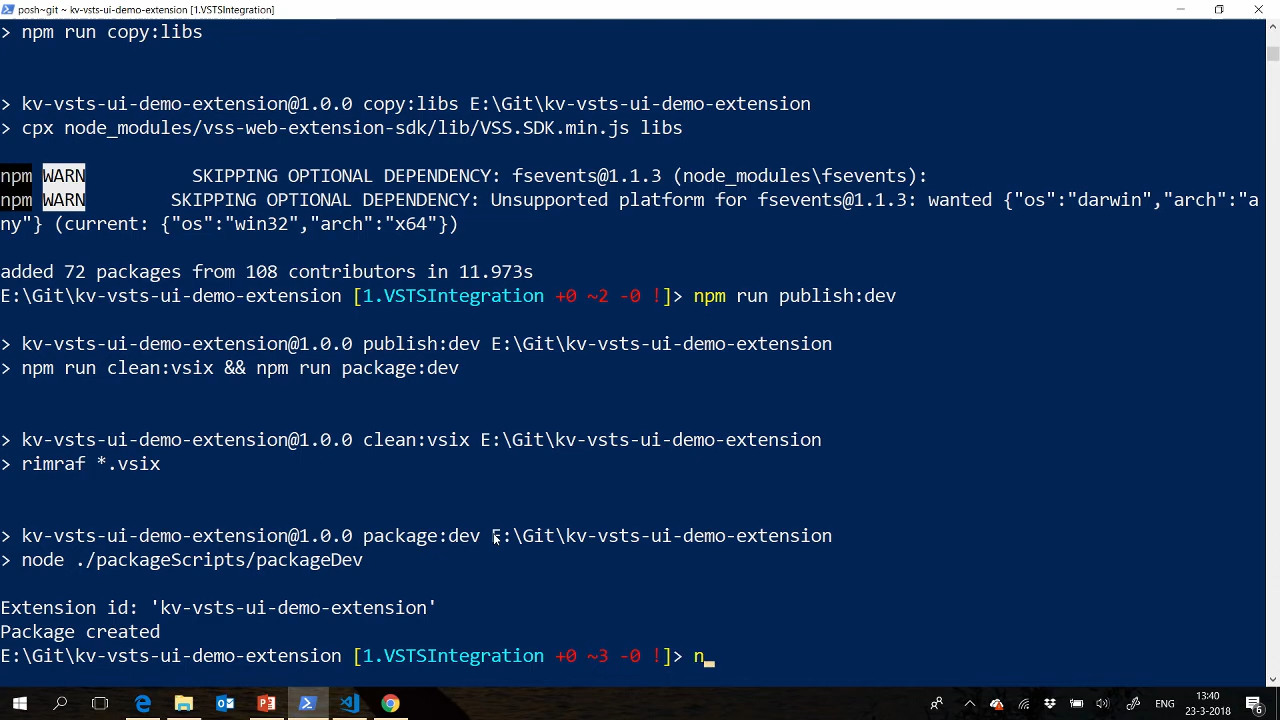 posh~git ~ kv-vsts-ui-demo-extension [1.VSTSIntegration]
> npm run copy:libs
> kv-vsts-ui-demo-extension@1.0.0 copy:libs E:\Git\kv-vsts-ui-demo-extension
> cpx node_modules/vss-web-extension-sdk/lib/VSS.SDK.min.js libs
npm WARN SKIPPING OPTIONAL DEPENDENCY: fsevents@1.1.3 (node_modules\fsevents):
npm WARN SKIPPING OPTIONAL DEPENDENCY: Unsupported platform for fsevents@1.1.3: wanted {"os":"darwin","arch":"a
ny"} (current: {"os":"win32","arch":"x64"})
added 72 packages from 108 contributors in 11.973s
E:\Git\kv-vsts-ui-demo-extension [1.VSTSIntegration +0 ~2 -0 !]> npm run publish:dev
> kv-vsts-ui-demo-extension@1.0.0 publish:dev E:\Git\kv-vsts-ui-demo-extension
> npm run clean:vsix && npm run package:dev
> kv-vsts-ui-demo-extension@1.0.0 clean:vsix E:\Git\kv-vsts-ui-demo-extension
> rimraf *.vsix
> kv-vsts-ui-demo-extension@1.0.0 package:dev E:\Git\kv-vsts-ui-demo-extension
> node ./packageScripts/packageDev
Extension id: 'kv-vsts-ui-demo-extension'
Package created
E:\Git\kv-vsts-ui-demo-extension [1.VSTSIntegration +0 ~3 -0 !]> n_
ENG
13:40
23-3-2018
6